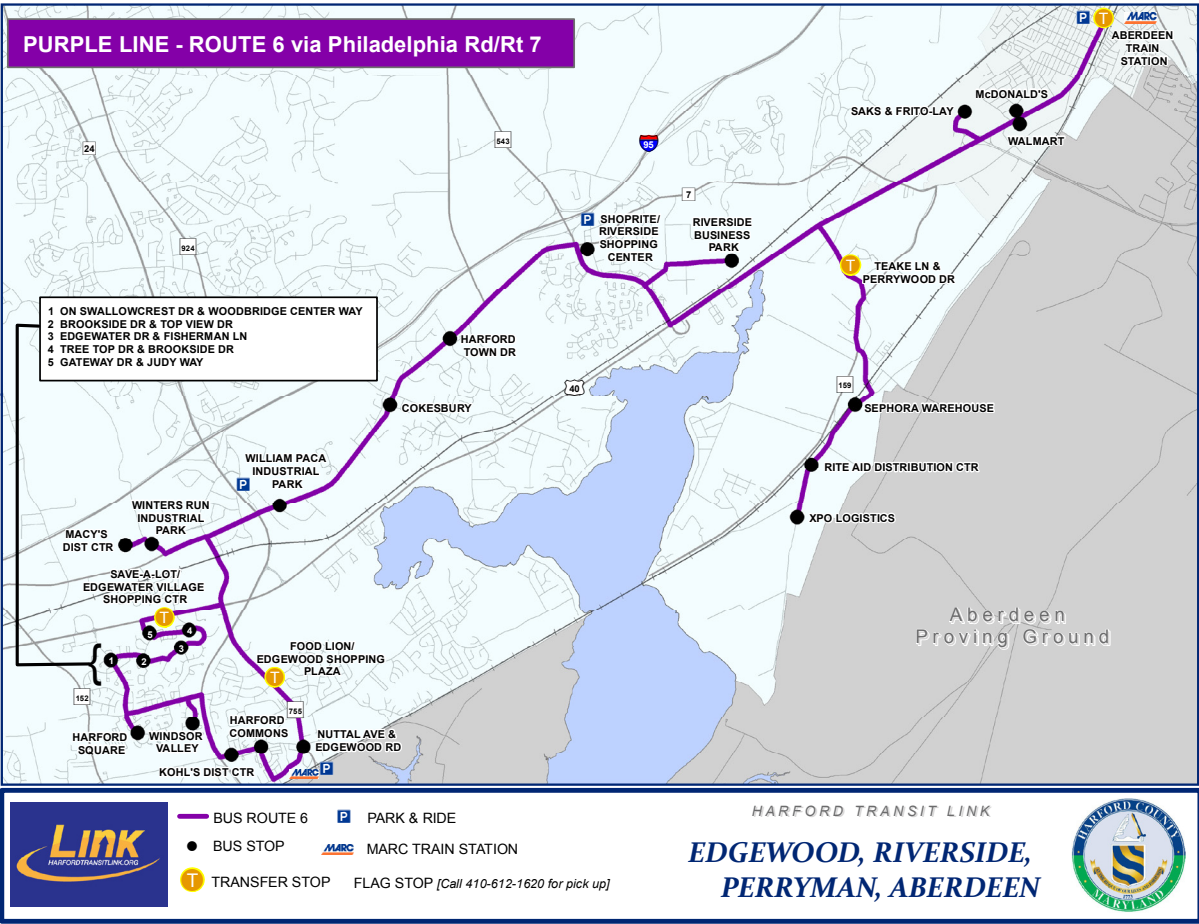 PURPLE LINE - ROUTE 6 via Philadelphia Rd/Rt 7
P
T
MARC
ABERDEEN
TRAIN
STATION
McDONALD'S
SAKS & FRITO-LAY
WALMART
24
543
95
7
924
P
SHOPRITE/
RIVERSIDE
SHOPPING
CENTER
RIVERSIDE
BUSINESS
PARK
T
TEAKE LN &
PERRYWOOD DR
1 ON SWALLOWCREST DR & WOODBRIDGE CENTER WAY
2 BROOKSIDE DR & TOP VIEW DR
3 EDGEWATER DR & FISHERMAN LN
4 TREE TOP DR & BROOKSIDE DR
5 GATEWAY DR & JUDY WAY
HARFORD
TOWN DR
40
159
COKESBURY
SEPHORA WAREHOUSE
WILLIAM PACA
INDUSTRIAL
PARK
P
RITE AID DISTRIBUTION CTR
WINTERS RUN
INDUSTRIAL
PARK
XPO LOGISTICS
MACY'S
DIST CTR
SAVE-A-LOT/
EDGEWATER VILLAGE
SHOPPING CTR
T
5
4
3
2
1
Aberdeen
Proving Ground
FOOD LION/
EDGEWOOD SHOPPING
PLAZA
T
152
755
HARFORD
SQUARE
WINDSOR
VALLEY
HARFORD
COMMONS
NUTTAL AVE &
EDGEWOOD RD
KOHL'S DIST CTR
MARC
P
Link
HARFORDTRANSITLINK.ORG
BUS ROUTE 6
P
PARK & RIDE
BUS STOP
MARC
MARC TRAIN STATION
T
TRANSFER STOP
FLAG STOP [Call 410-612-1620 for pick up]
HARFORD TRANSIT LINK
EDGEWOOD, RIVERSIDE,
PERRYMAN, ABERDEEN
HARFORD COUNTY
MARYLAND